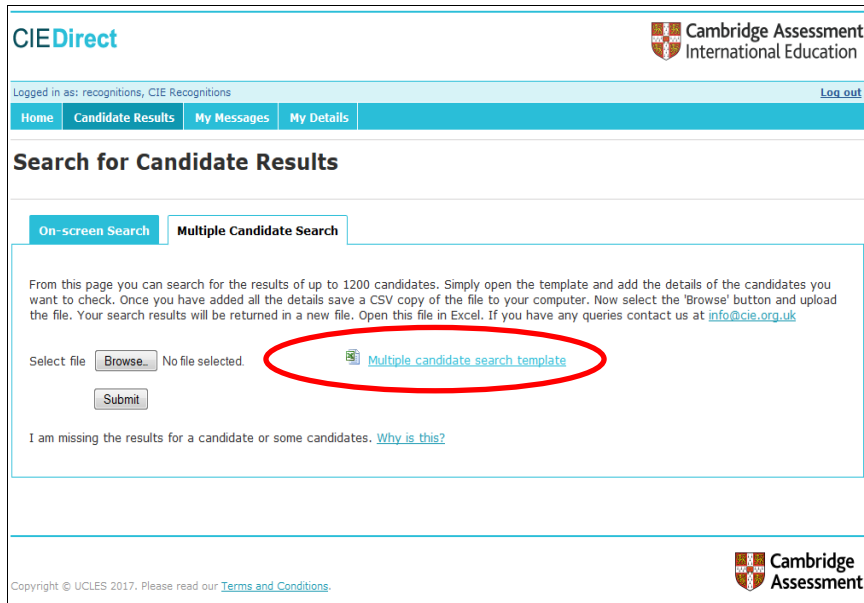 CIEDirect
Cambridge Assessment
International Education
Logged in as: recognitions, CIE Recognitions
Log out
Home Candidate Results My Messages My Details
Search for Candidate Results
On-screen Search Multiple Candidate Search
From this page you can search for the results of up to 1200 candidates. Simply open the template and add the details of the candidates you
want to check. Once you have added all the details save a CSV copy of the file to your computer. Now select the 'Browse' button and upload
the file. Your search results will be returned in a new file. Open this file in Excel. If you have any queries contact us at info@cie.org.uk
Select file Browse... No file selected. Multiple candidate search template
Submit
I am missing the results for a candidate or some candidates. Why is this?
Cambridge
Assessment
Copyright © UCLES 2017. Please read our Terms and Conditions.